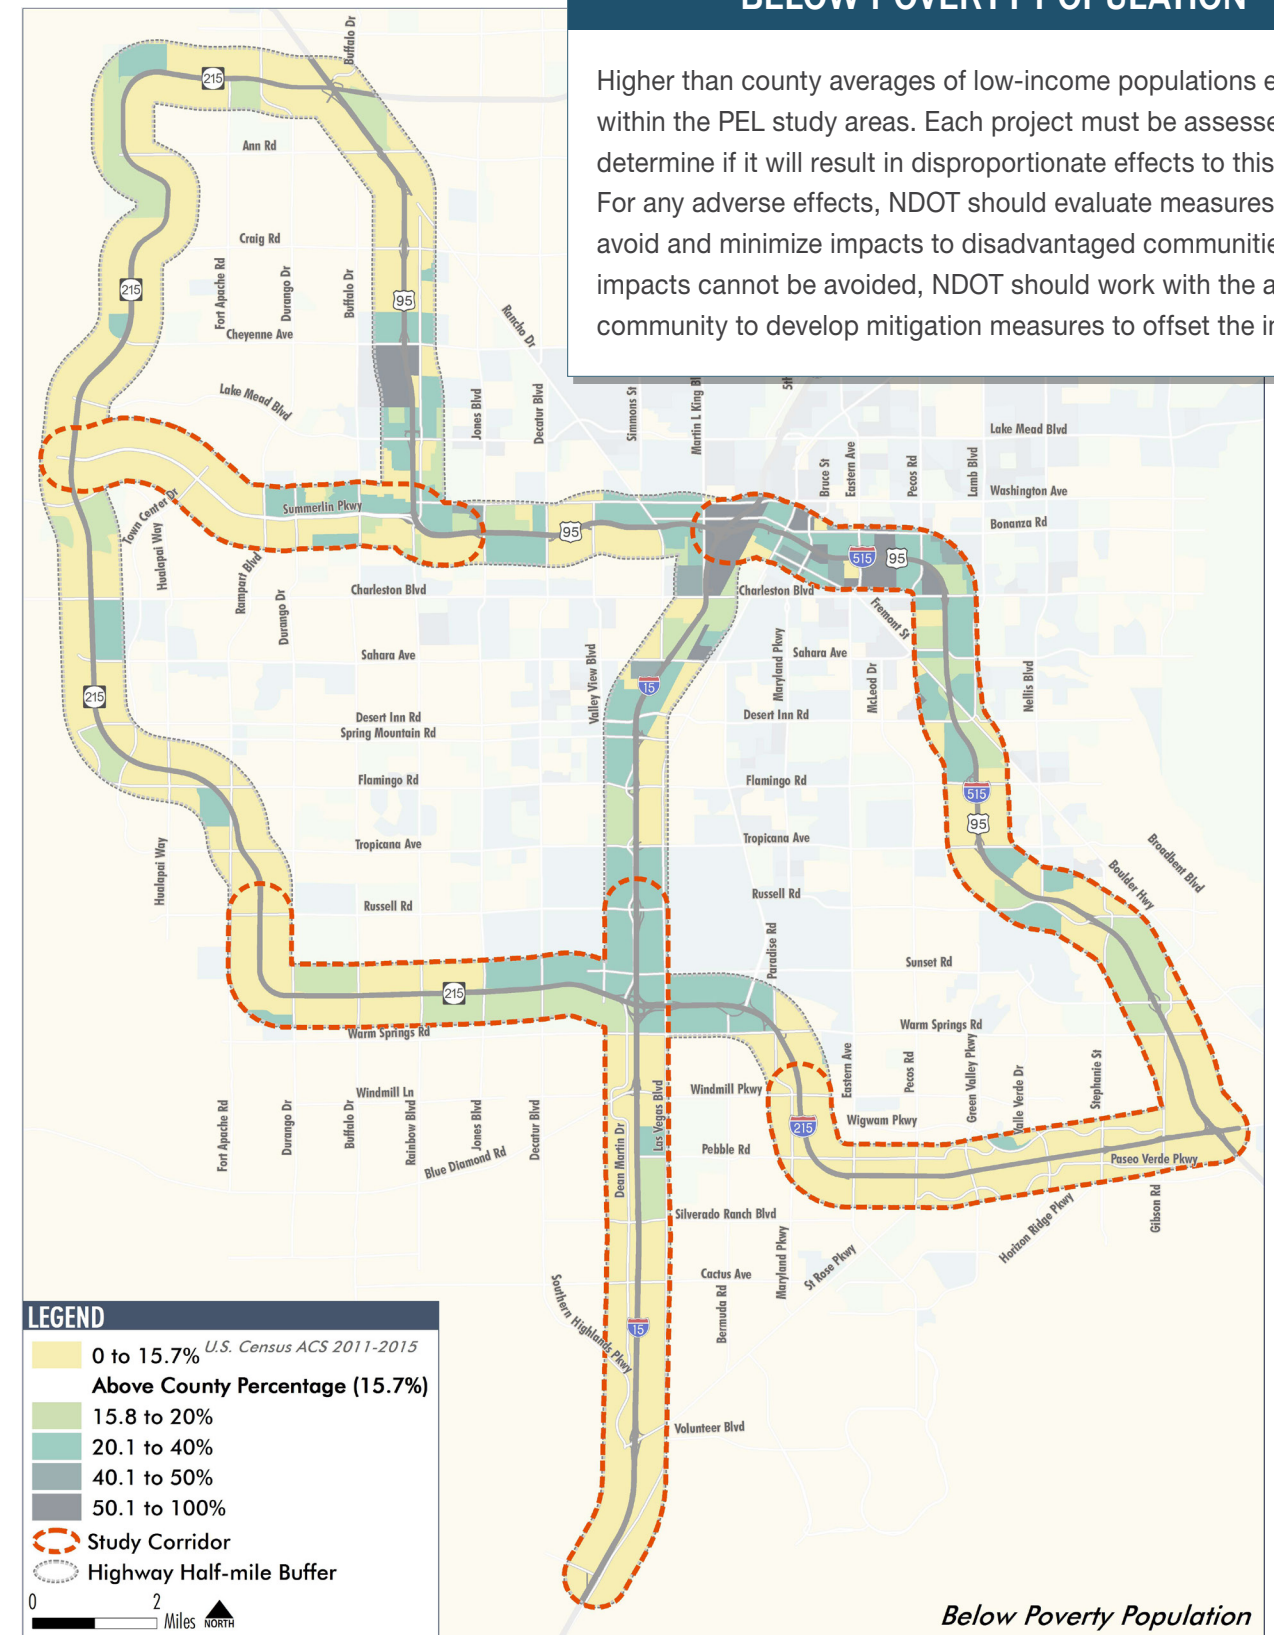 BELOW POVERTY POPULATION
Higher than county averages of low-income populations
within the PEL study areas. Each project must be
determine if it will result in disproportionate effects to this
For any adverse effects, NDOT should evaluate measures
avoid and minimize impacts to disadvantaged
impacts cannot be avoided, NDOT should work with the
community to develop mitigation measures to offset the
Buffalo Dr
215
Ann Rd
Craig Rd
215
Fort Apache Rd
Durango Dr
Buffalo Dr
95
Cheyenne Ave
Rancho Dr
Lake Mead Blvd
Jones Blvd
Decatur Blvd
Simmons St
Martin L King
Lake Mead Blvd
Bruce St
Eastern Ave
Pecos Rd
Lamb Blvd
Washington Ave
Town Center Dr
Summerlin Pkwy
Bonanza Rd
95
515
95
Hualapai Way
Rampart Blvd
Durango Dr
Charleston Blvd
Charleston Blvd
Fremont St
Sahara Ave
Valley View Blvd
Maryland Pkwy
Sahara Ave
McLeod Dr
Nellis Blvd
15
215
Desert Inn Rd
Spring Mountain Rd
Desert Inn Rd
Flamingo Rd
Flamingo Rd
515
95
Hualapai Way
Tropicana Ave
Tropicana Ave
Broadbent Blvd
Boulder Hwy
Russell Rd
Russell Rd
Paradise Rd
Sunset Rd
215
Warm Springs Rd
Warm Springs Rd
Windmill Ln
Windmill Pkwy
Eastern Ave
Pecos Rd
Green Valley Pkwy
Valle Verde Dr
Stephanie St
Fort Apache Rd
Durango Dr
Buffalo Dr
Rainbow Blvd
Jones Blvd
Decatur Blvd
Blue Diamond Rd
Dean Martin Dr
Las Vegas Blvd
215
Wigwam Pkwy
Pebble Rd
Paseo Verde Pkwy
Silverado Ranch Blvd
Horizon Ridge Pkwy
Gibson Rd
Maryland Pkwy
St Rose Pkwy
Cactus Ave
Bermuda Rd
Southern Highlands Pkwy
15
Volunteer Blvd
LEGEND
0 to 15.7% U.S. Census ACS 2011-2015
Above County Percentage (15.7%)
15.8 to 20%
20.1 to 40%
40.1 to 50%
50.1 to 100%
Study Corridor
Highway Half-mile Buffer
0 2
Miles NORTH
Below Poverty Population